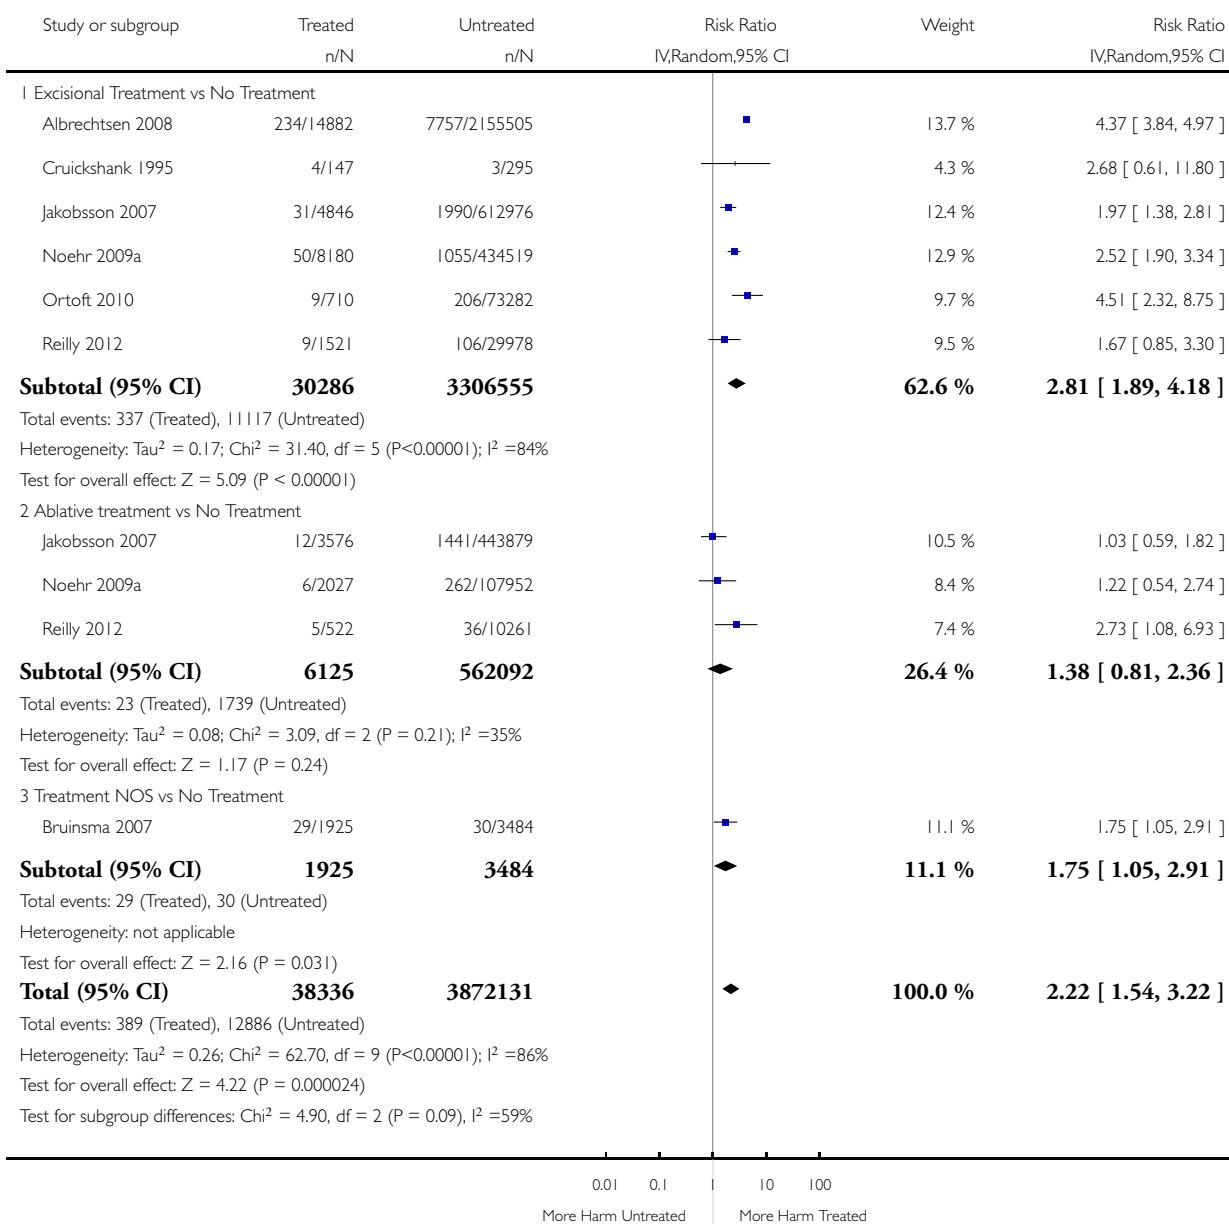 Study or subgroup Treated Untreated Risk Ratio Weight Risk Ratio
n/N n/N IV,Random,95% CI IV,Random,95% CI
1 Excisional Treatment vs No Treatment
Albrechtsen 2008 234/14882 7757/2155505 13.7 % 4.37 [ 3.84, 4.97 ]
Cruickshank 1995 4/147 3/295 4.3 % 2.68 [ 0.61, 11.80 ]
Jakobsson 2007 31/4846 1990/612976 12.4 % 1.97 [ 1.38, 2.81 ]
Noehr 2009a 50/8180 1055/434519 12.9 % 2.52 [ 1.90, 3.34 ]
Ortoft 2010 9/710 206/73282 9.7 % 4.51 [ 2.32, 8.75 ]
Reilly 2012 9/1521 106/29978 9.5 % 1.67 [ 0.85, 3.30 ]
Subtotal (95% CI) 30286 3306555 62.6 % 2.81 [ 1.89, 4.18 ]
Total events: 337 (Treated), 11117 (Untreated)
Heterogeneity: Tau² = 0.17; Chi² = 31.40, df = 5 (P<0.00001); I² =84%
Test for overall effect: Z = 5.09 (P < 0.00001)
2 Ablative treatment vs No Treatment
Jakobsson 2007 12/3576 1441/443879 10.5 % 1.03 [ 0.59, 1.82 ]
Noehr 2009a 6/2027 262/107952 8.4 % 1.22 [ 0.54, 2.74 ]
Reilly 2012 5/522 36/10261 7.4 % 2.73 [ 1.08, 6.93 ]
Subtotal (95% CI) 6125 562092 26.4 % 1.38 [ 0.81, 2.36 ]
Total events: 23 (Treated), 1739 (Untreated)
Heterogeneity: Tau² = 0.08; Chi² = 3.09, df = 2 (P = 0.21); I² =35%
Test for overall effect: Z = 1.17 (P = 0.24)
3 Treatment NOS vs No Treatment
Bruinsma 2007 29/1925 30/3484 11.1 % 1.75 [ 1.05, 2.91 ]
Subtotal (95% CI) 1925 3484 11.1 % 1.75 [ 1.05, 2.91 ]
Total events: 29 (Treated), 30 (Untreated)
Heterogeneity: not applicable
Test for overall effect: Z = 2.16 (P = 0.031)
Total (95% CI) 38336 3872131 100.0 % 2.22 [ 1.54, 3.22 ]
Total events: 389 (Treated), 12886 (Untreated)
Heterogeneity: Tau² = 0.26; Chi² = 62.70, df = 9 (P<0.00001); I² =86%
Test for overall effect: Z = 4.22 (P = 0.000024)
Test for subgroup differences: Chi² = 4.90, df = 2 (P = 0.09), I² =59%
0.01 0.1 1 10 100
More Harm Untreated More Harm Treated